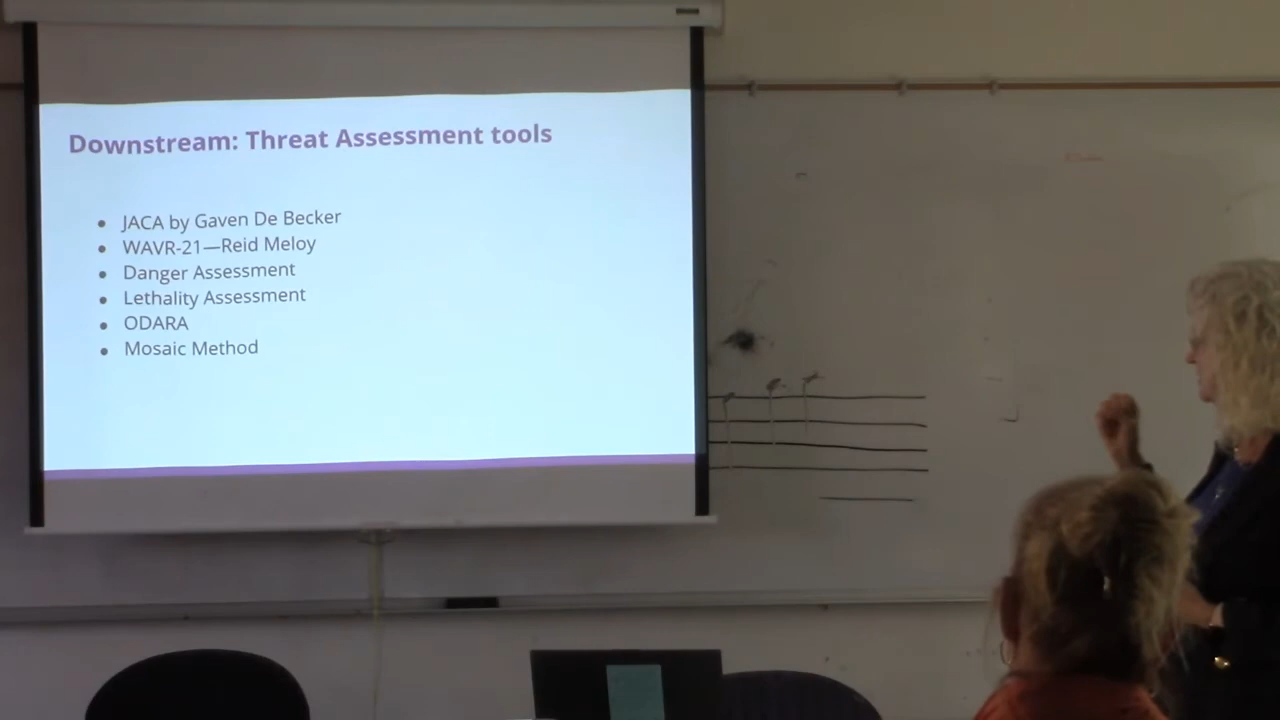 Downstream: Threat Assessment tools
• JACA by Gaven De Becker
• WAVR-21—Reid Meloy
• Danger Assessment
• Lethality Assessment
• ODARA
• Mosaic Method